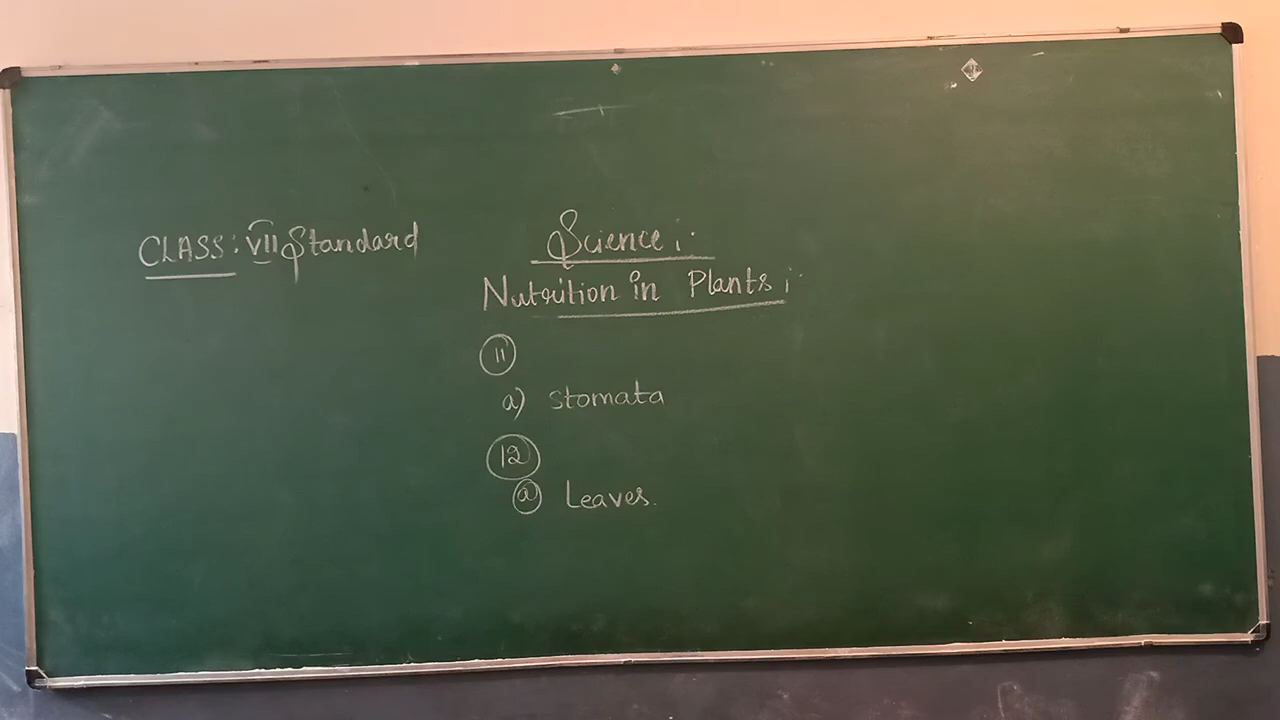 CLASS: VII Standard
Science:
Nutrition in Plants:
11
a) Stomata
12
a) Leaves.